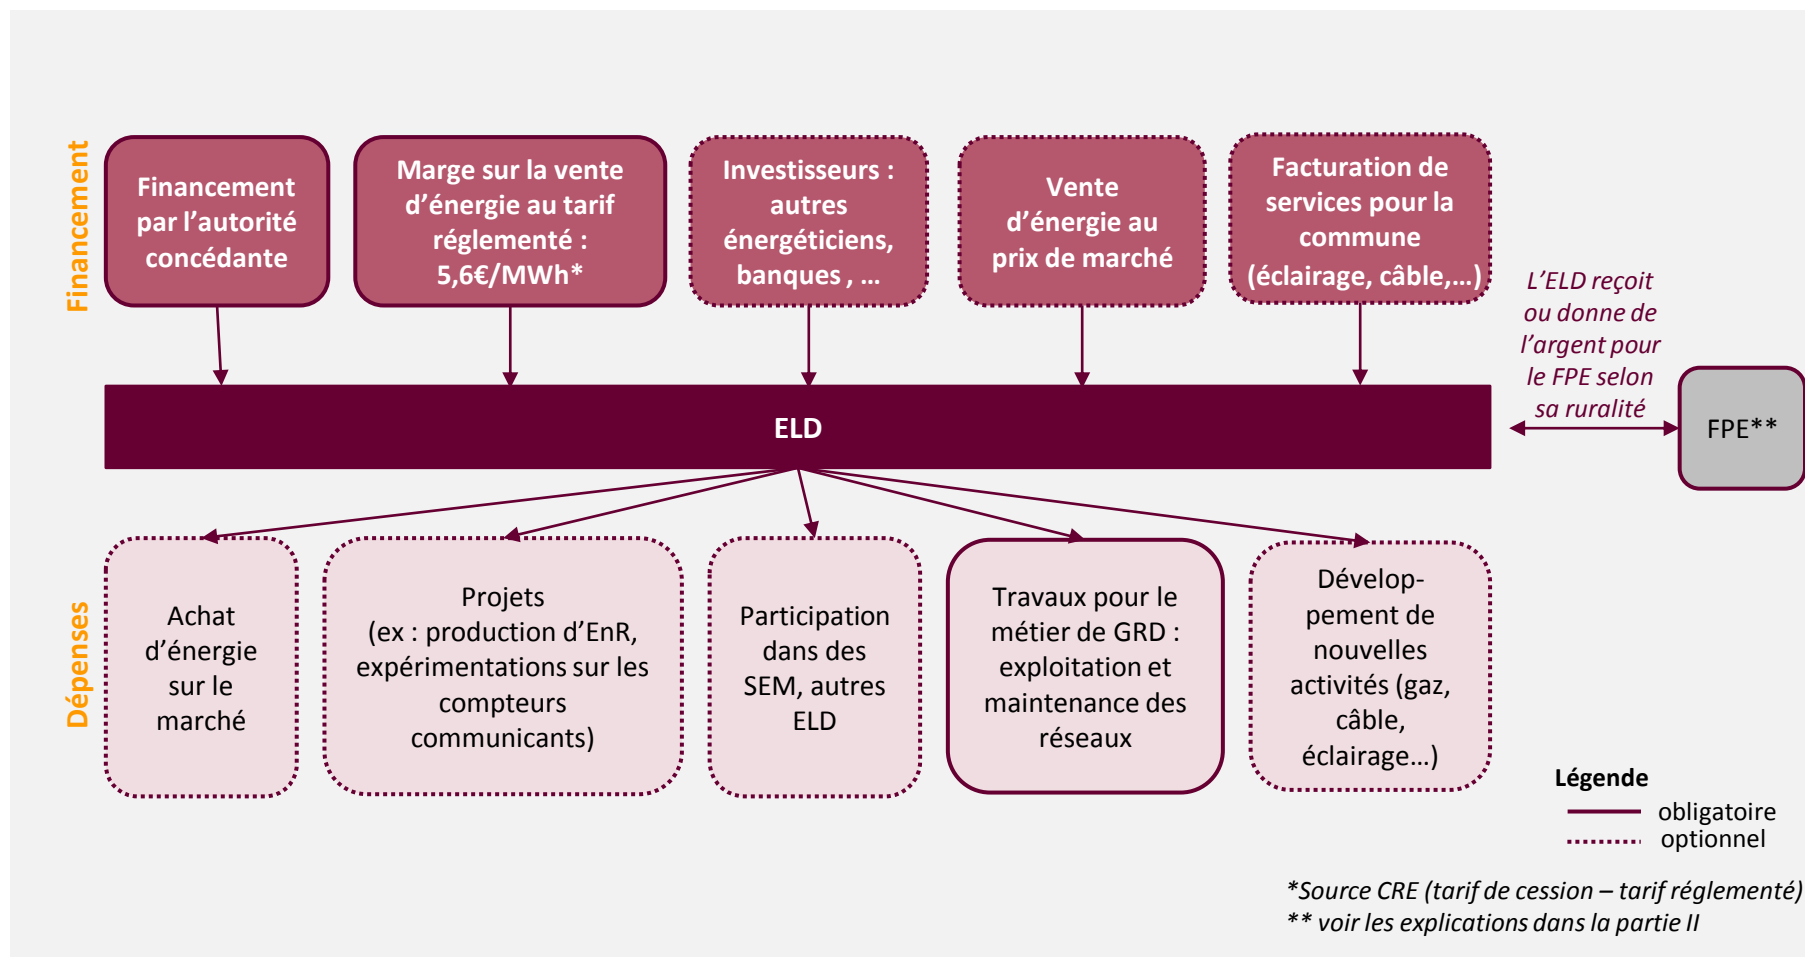 Financement
Financement
par l’autorité
concédante
Marge sur la vente
d’énergie au tarif
réglementé :
5,6€/MWh*
Investisseurs :
autres
énergéticiens,
banques , …
Vente
d’énergie au
prix de marché
Facturation de
services pour la
commune
(éclairage, câble,…)
L’ELD reçoit
ou donne de
l’argent pour
le FPE selon
sa ruralité
ELD
FPE**
Dépenses
Achat
d’énergie
sur le
marché
Projets
(ex : production d’EnR,
expérimentations sur les
compteurs
communicants)
Participation
dans des
SEM, autres
ELD
Travaux pour le
métier de GRD :
exploitation et
maintenance des
réseaux
Dévelop-
pement de
nouvelles
activités (gaz,
câble,
éclairage…)
Légende
obligatoire
optionnel
*Source CRE (tarif de cession – tarif réglementé)
** voir les explications dans la partie II